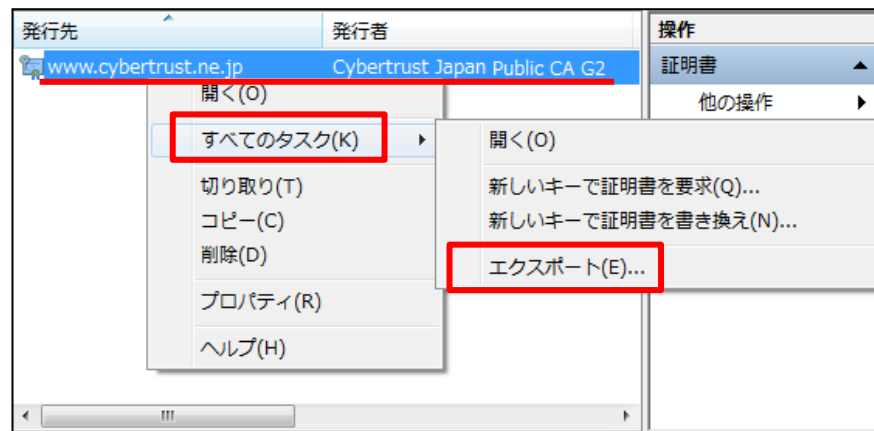 発行先 発行者 操作
www.cybertrust.ne.jp Cybertrust Japan Public CA G2 証明書
開く(O) 他の操作
すべてのタスク(K) 開く(O)
切り取り(T) 新しいキーで証明書を要求(Q)...
コピー(C) 新しいキーで証明書を書き換え(N)...
削除(D) エクスポート(E)...
プロパティ(R)
ヘルプ(H)